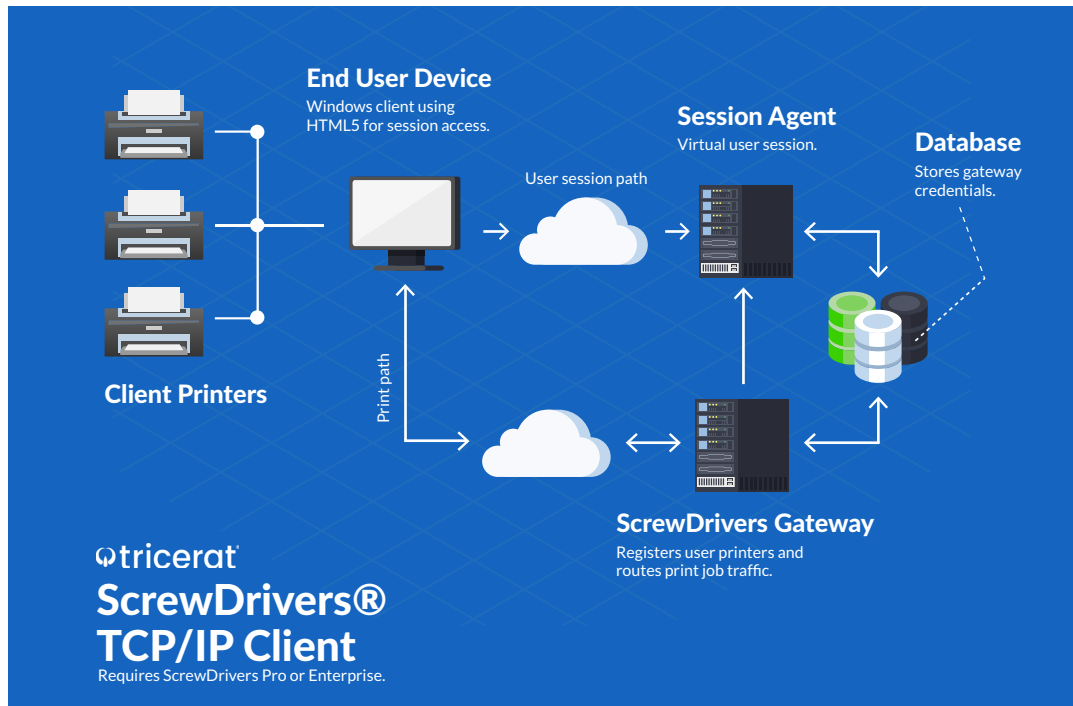 End User Device
Windows client using
HTML5 for session access.
Session Agent
Virtual user session.
Database
Stores gateway
credentials.
User session path
Client Printers
Print path
ScrewDrivers Gateway
Registers user printers and
routes print job traffic.
tricerat
ScrewDrivers®
TCP/IP Client
Requires ScrewDrivers Pro or Enterprise.